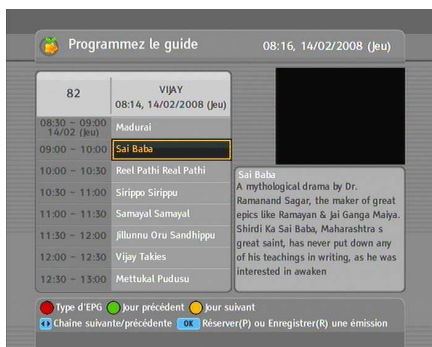 Programmez le guide
08:16, 14/02/2008 (Jeu)
82
VIJAY
08:14, 14/02/2008 (Jeu)
08:30 ~ 09:00
14/02 (Jeu)
Madurai
09:00 ~ 10:00
Sai Baba
10:00 ~ 10:30
Reel Pathi Real Pathi
10:30 ~ 11:00
Sirippo Sirippu
11:00 ~ 11:30
Samayal Samayal
11:30 ~ 12:00
Jillunnu Oru Sandhippu
12:00 ~ 12:30
Vijay Takies
12:30 ~ 13:00
Mettukal Pudusu
Sai Baba
A mythological drama by Dr.
Ramanand Sagar, the maker of great
epics like Ramayan & Jai Ganga Maiya.
Shirdi Ka Sai Baba, Maharashtra s
great saint, has never put down any
of his teachings in writing, as he was
interested in awaken
Type d'EPG Jour précédent Jour suivant
Chaîne suivante/précédente OK Réserver(P) ou Enregistrer(R) une émission